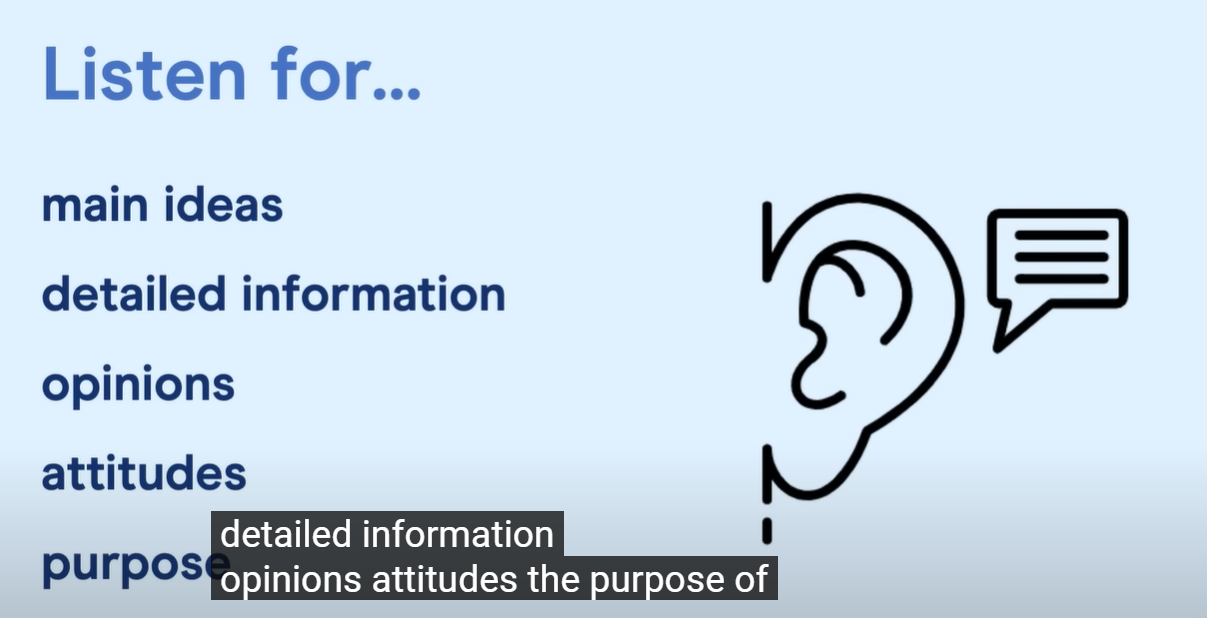 Listen for...
main ideas
detailed information
opinions
attitudes
purpose
detailed information
opinions attitudes the purpose of